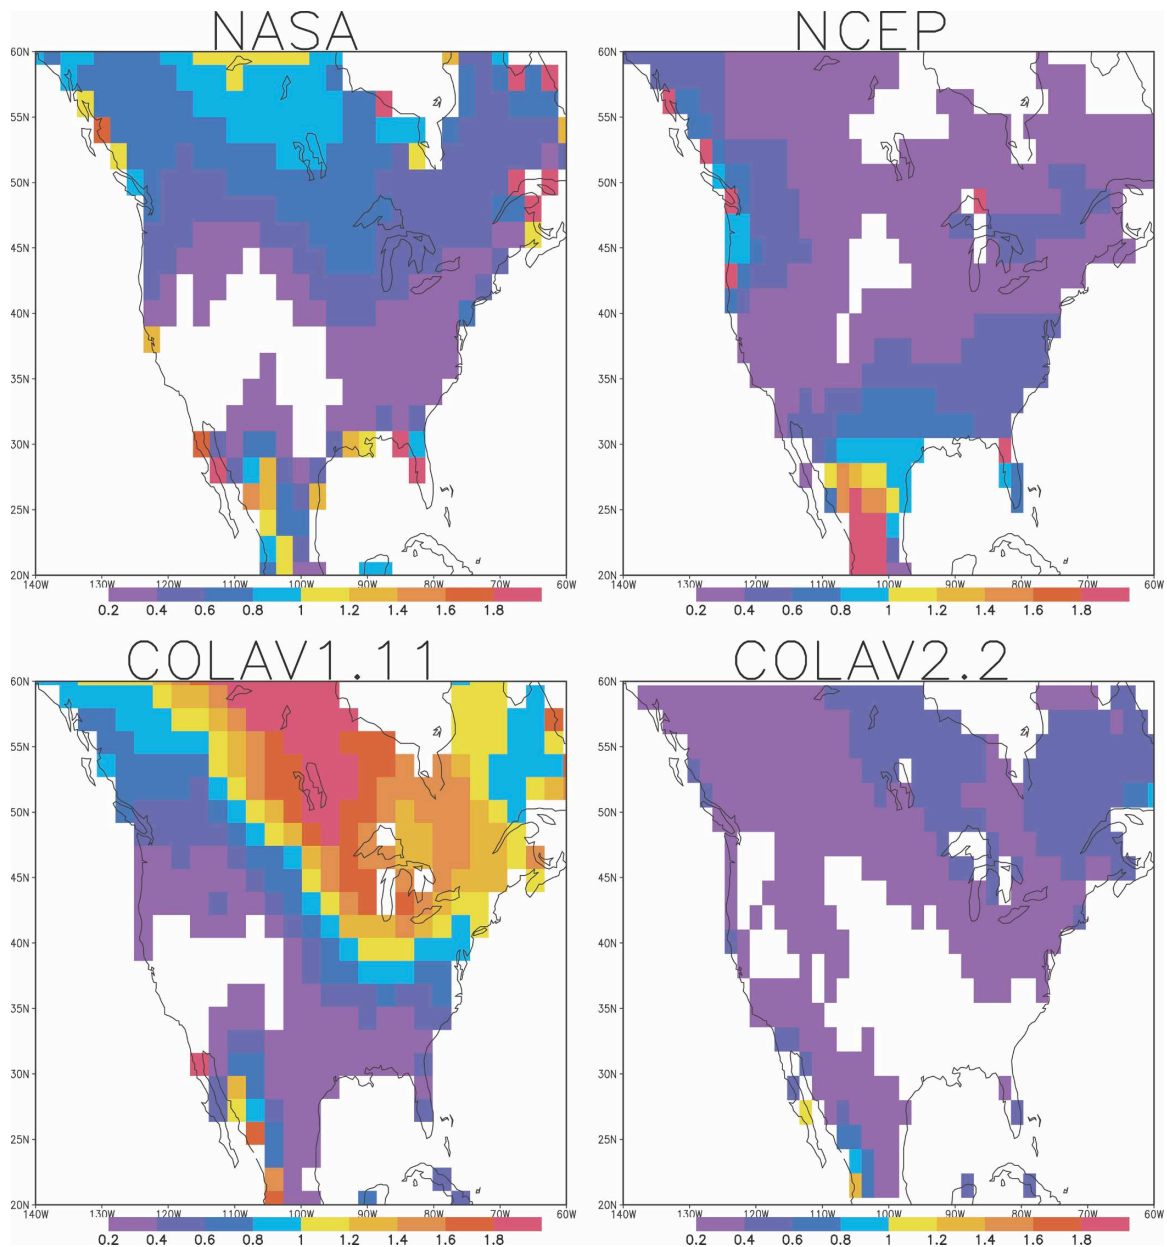 NASA NCEP
60N 60N
55N 55N
50N 50N
45N 45N
40N 40N
35N 35N
30N 30N
25N 25N
20N 20N
140W 130W 120W 110W 100W 90W 80W 70W 60W 140W 130W 120W 110W 100W 90W 80W 70W 60W
0.2 0.4 0.6 0.8 1 1.2 1.4 1.6 1.8 0.2 0.4 0.6 0.8 1 1.2 1.4 1.6 1.8
COLAV1.11 COLAV2.2
60N 60N
55N 55N
50N 50N
45N 45N
40N 40N
35N 35N
30N 30N
25N 25N
20N 20N
140W 130W 120W 110W 100W 90W 80W 70W 60W 140W 130W 120W 110W 100W 90W 80W 70W 60W
0.2 0.4 0.6 0.8 1 1.2 1.4 1.6 1.8 0.2 0.4 0.6 0.8 1 1.2 1.4 1.6 1.8